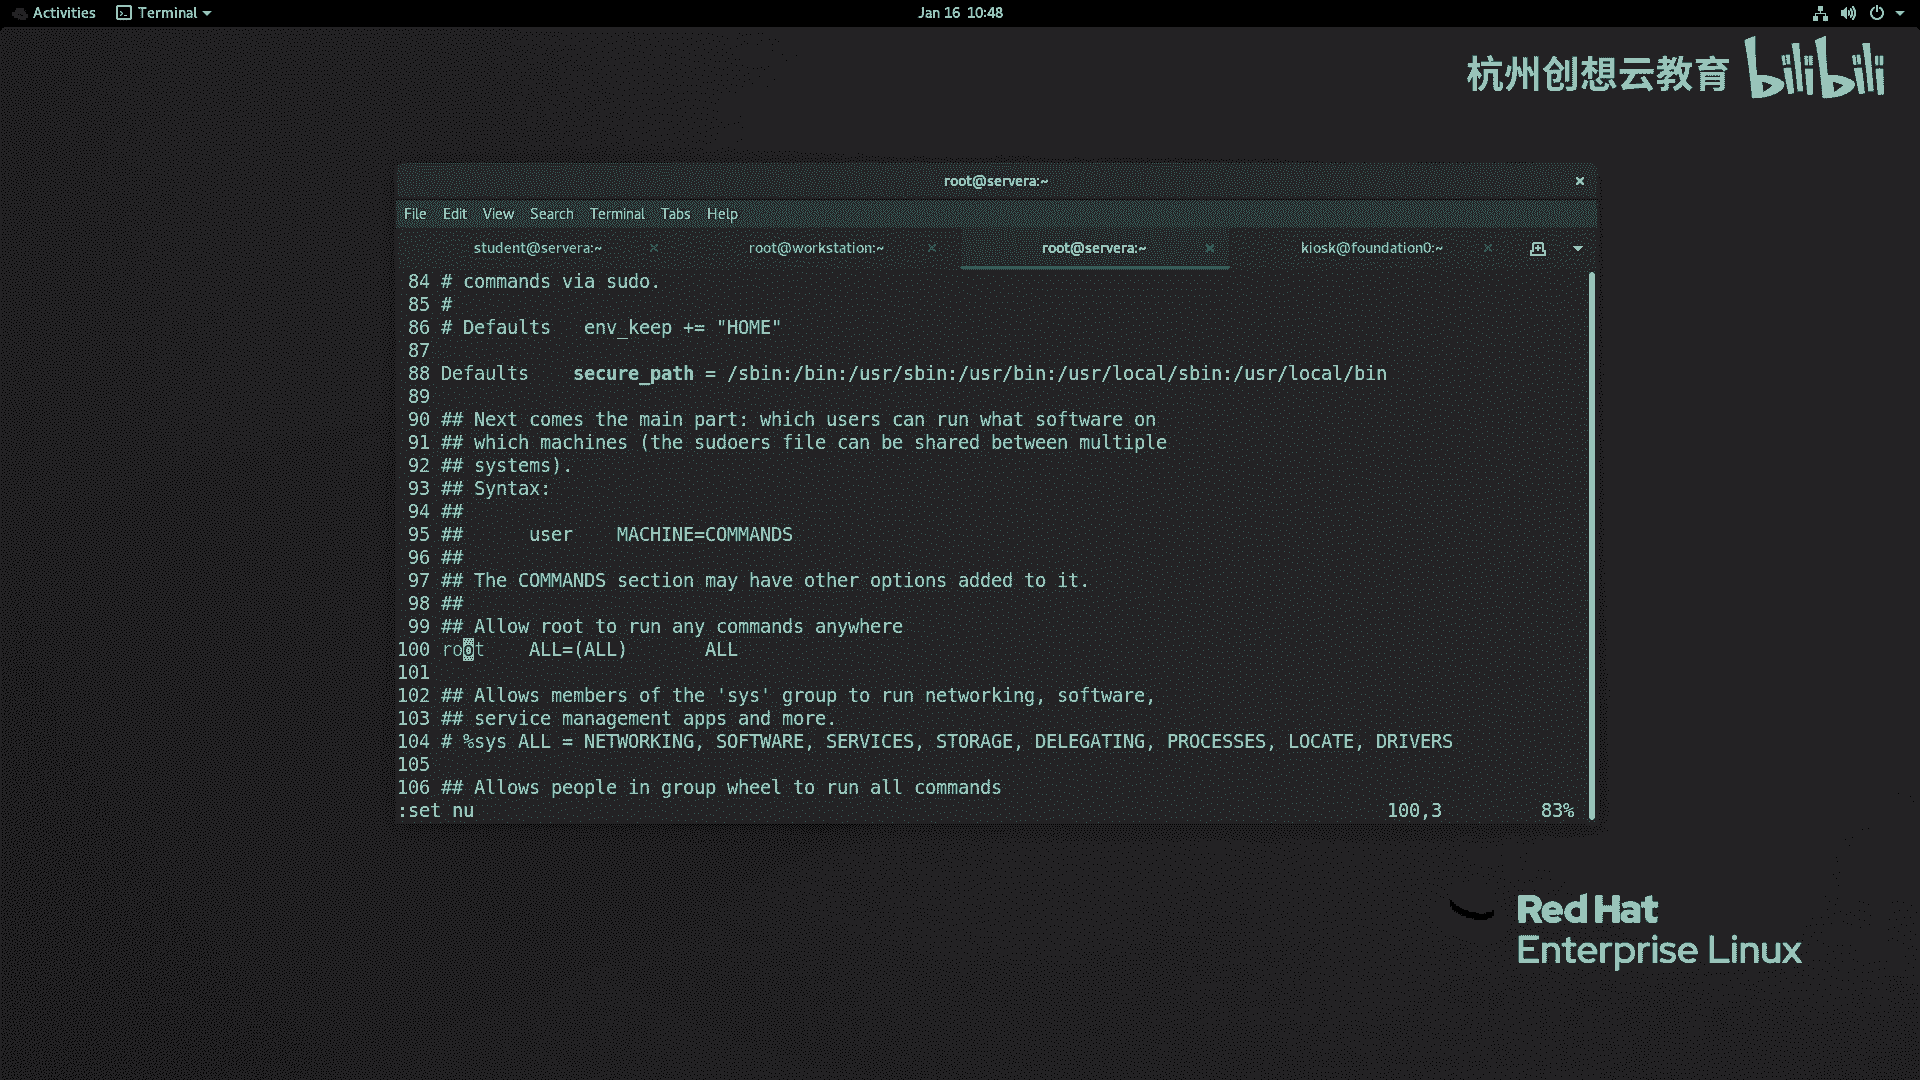 Activities Terminal Jan 16 10:48
杭州创想云教育 bilibili
root@servera:~
File Edit View Search Terminal Tabs Help
student@servera:~ root@workstation:~ root@servera:~ kiosk@foundation0:~
84 # commands via sudo.
85 #
86 # Defaults   env_keep += "HOME"
87
88 Defaults    secure_path = /sbin:/bin:/usr/sbin:/usr/bin:/usr/local/sbin:/usr/local/bin
89
90 ## Next comes the main part: which users can run what software on
91 ## which machines (the sudoers file can be shared between multiple
92 ## systems).
93 ## Syntax:
94 ##
95 ##      user    MACHINE=COMMANDS
96 ##
97 ## The COMMANDS section may have other options added to it.
98 ##
99 ## Allow root to run any commands anywhere
100 root    ALL=(ALL)       ALL
101
102 ## Allows members of the 'sys' group to run networking, software,
103 ## service management apps and more.
104 # %sys ALL = NETWORKING, SOFTWARE, SERVICES, STORAGE, DELEGATING, PROCESSES, LOCATE, DRIVERS
105
106 ## Allows people in group wheel to run all commands
:set nu 100,3 83%
Red Hat
Enterprise Linux